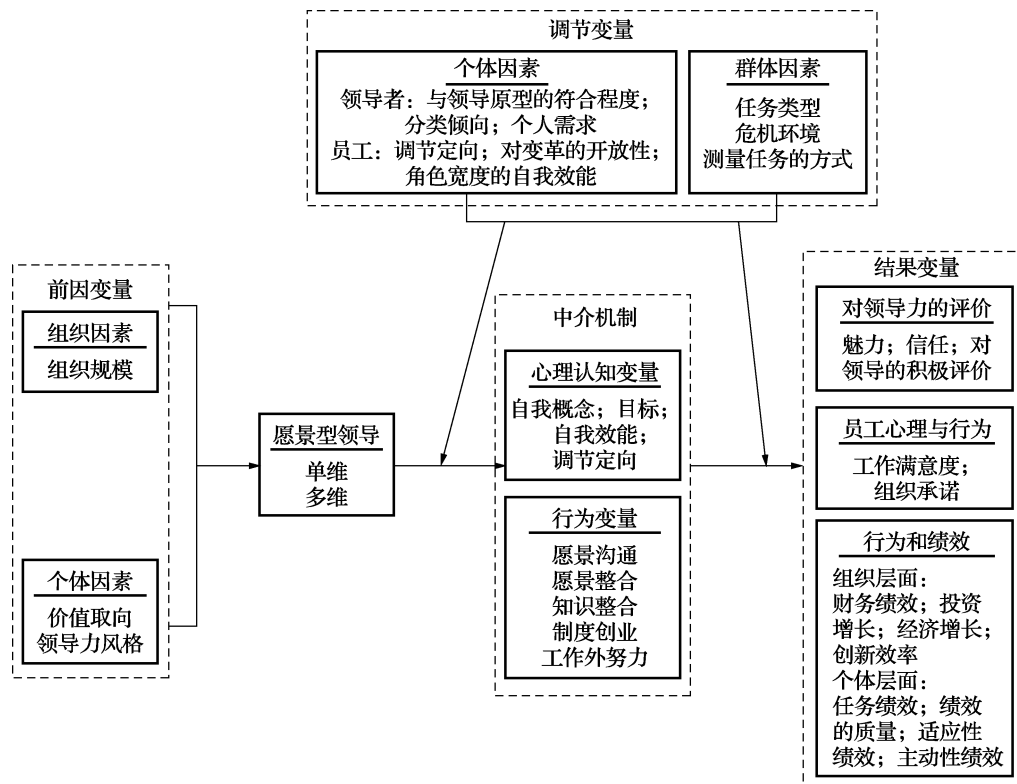 调节变量
个体因素
领导者：与领导原型的符合程度；
分类倾向；个人需求
员工：调节定向；对变革的开放性；
角色宽度的自我效能
群体因素
任务类型
危机环境
测量任务的方式
前因变量
组织因素
组织规模
个体因素
价值取向
领导力风格
愿景型领导
单维
多维
中介机制
心理认知变量
自我概念；目标；
自我效能；
调节定向
行为变量
愿景沟通
愿景整合
知识整合
制度创业
工作外努力
结果变量
对领导力的评价
魅力；信任；对
领导的积极评价
员工心理与行为
工作满意度；
组织承诺
行为和绩效
组织层面：
财务绩效；投资
增长；经济增长；
创新效率
个体层面：
任务绩效；绩效
的质量；适应性
绩效；主动性绩效